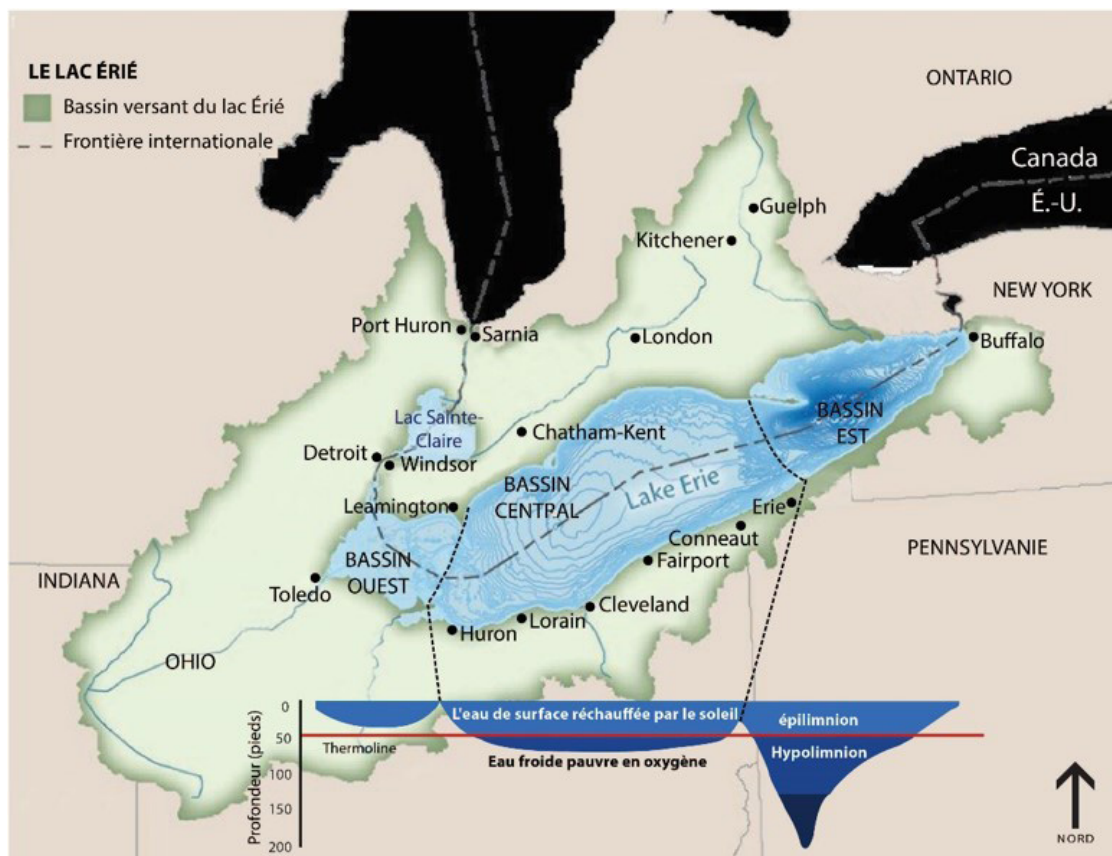 LE LAC ÉRIÉ
Bassin versant du lac Érié
Frontière internationale
ONTARIO
Canada
É.-U.
Guelph
Kitchener
NEW YORK
Port Huron
Sarnia
London
Buffalo
Lac Sainte-
Claire
BASSIN
EST
Chatham-Kent
Detroit
Windsor
BASSIN
CENTRAL
Lake Erie
Leamington
Erie
Conneaut
PENNSYLVANIE
BASSIN
OUEST
Fairport
INDIANA
Toledo
Cleveland
Lorain
Huron
OHIO
Profondeur (pieds)
0
50
100
150
200
L'eau de surface réchauffée par le soleil
épilimnion
Thermoline
Eau froide pauvre en oxygène
Hypolimnion
NORD